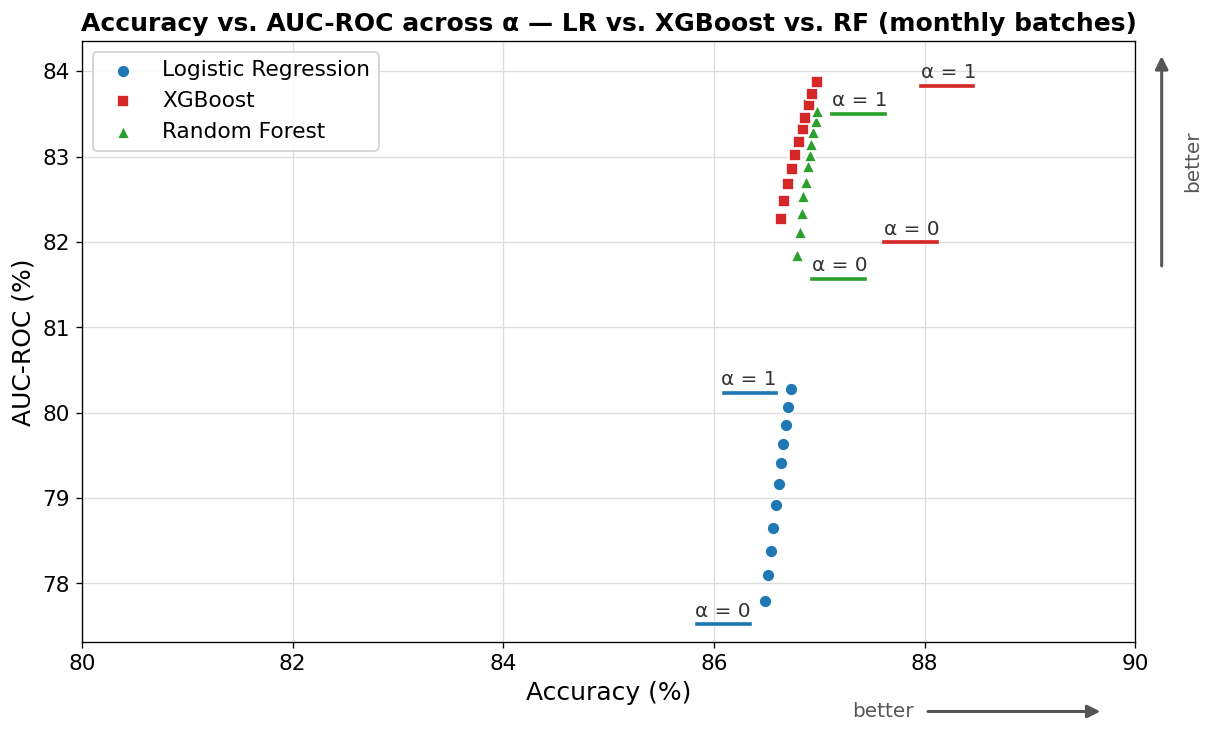 Accuracy vs. AUC-ROC across α — LR vs. XGBoost vs. RF (monthly batches)
Logistic Regression
XGBoost
Random Forest
84
83
82
81
80
79
78
AUC-ROC (%)
α = 1
α = 1
α = 0
α = 0
α = 1
α = 0
better
80
82
84
86
88
90
Accuracy (%)
better